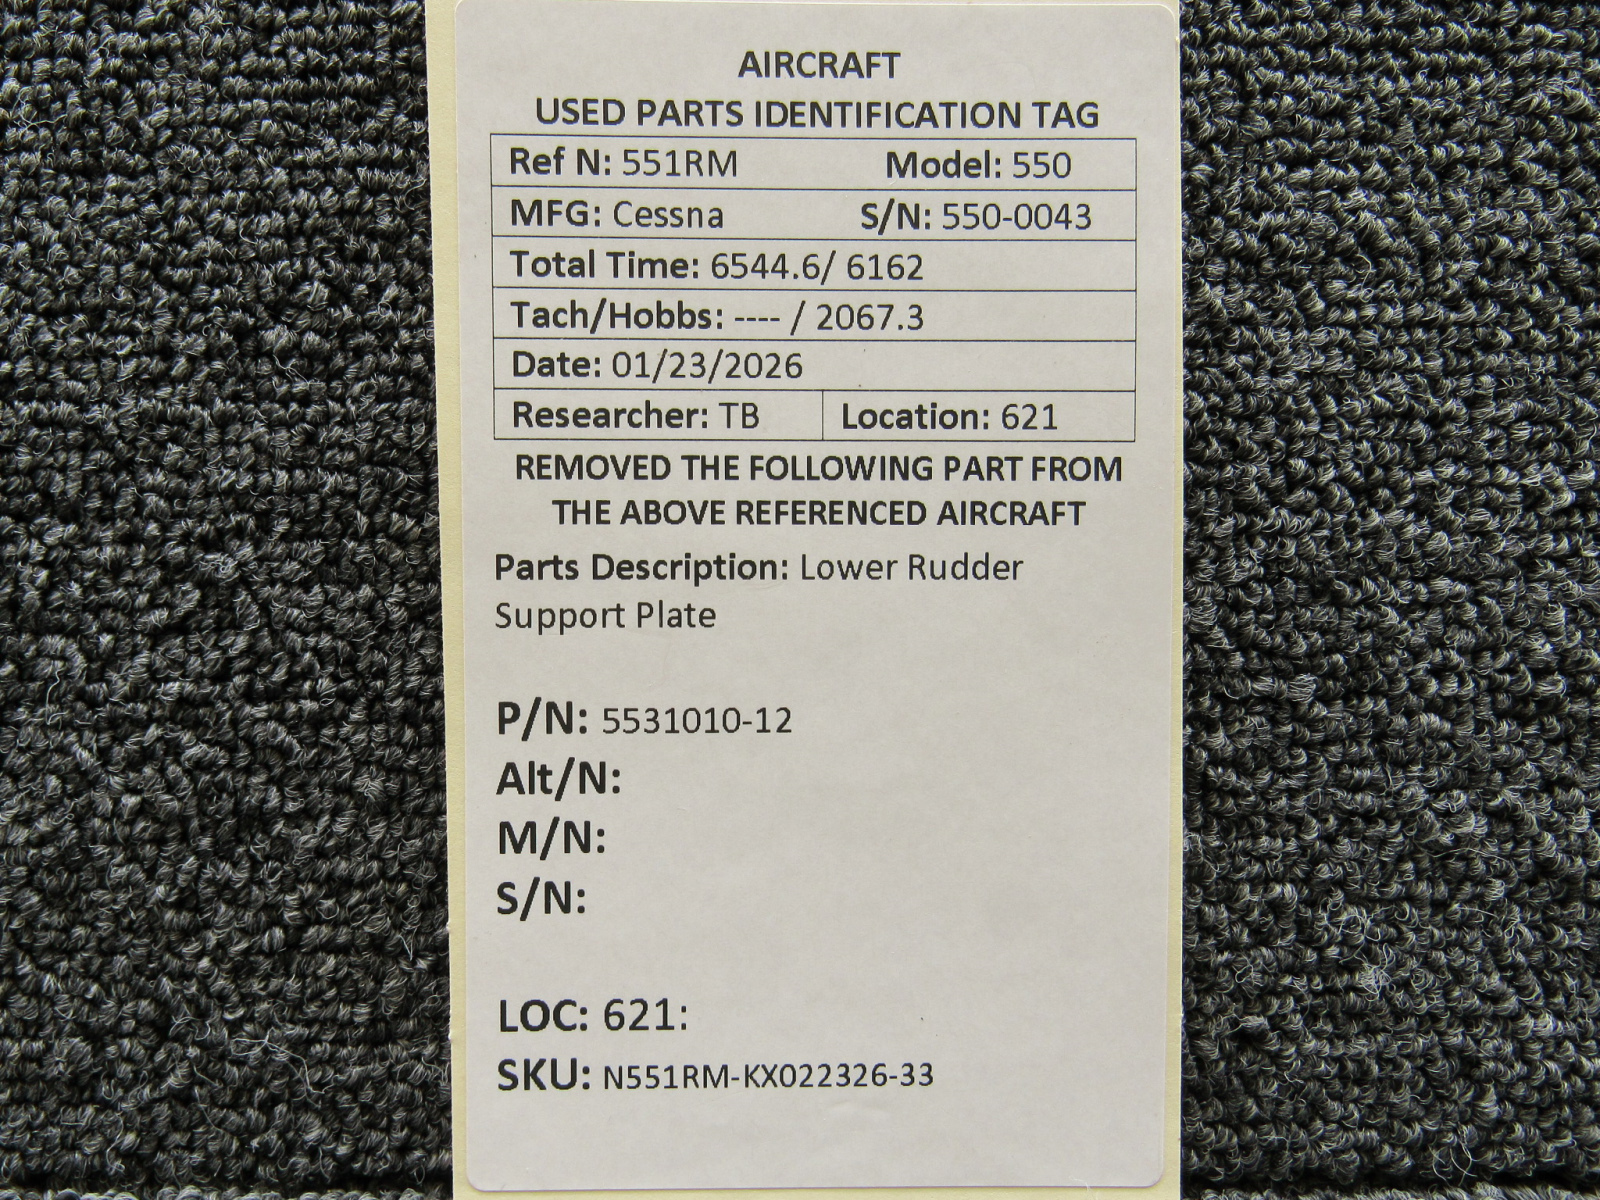 AIRCRAFT
USED PARTS IDENTIFICATION TAG
Ref N: 551RM Model: 550
MFG: Cessna S/N: 550-0043
Total Time: 6544.6/ 6162
Tach/Hobbs: ---- / 2067.3
Date: 01/23/2026
Researcher: TB Location: 621
REMOVED THE FOLLOWING PART FROM
THE ABOVE REFERENCED AIRCRAFT
Parts Description: Lower Rudder
Support Plate
P/N: 5531010-12
Alt/N:
M/N:
S/N:
LOC: 621:
SKU: N551RM-KX022326-33